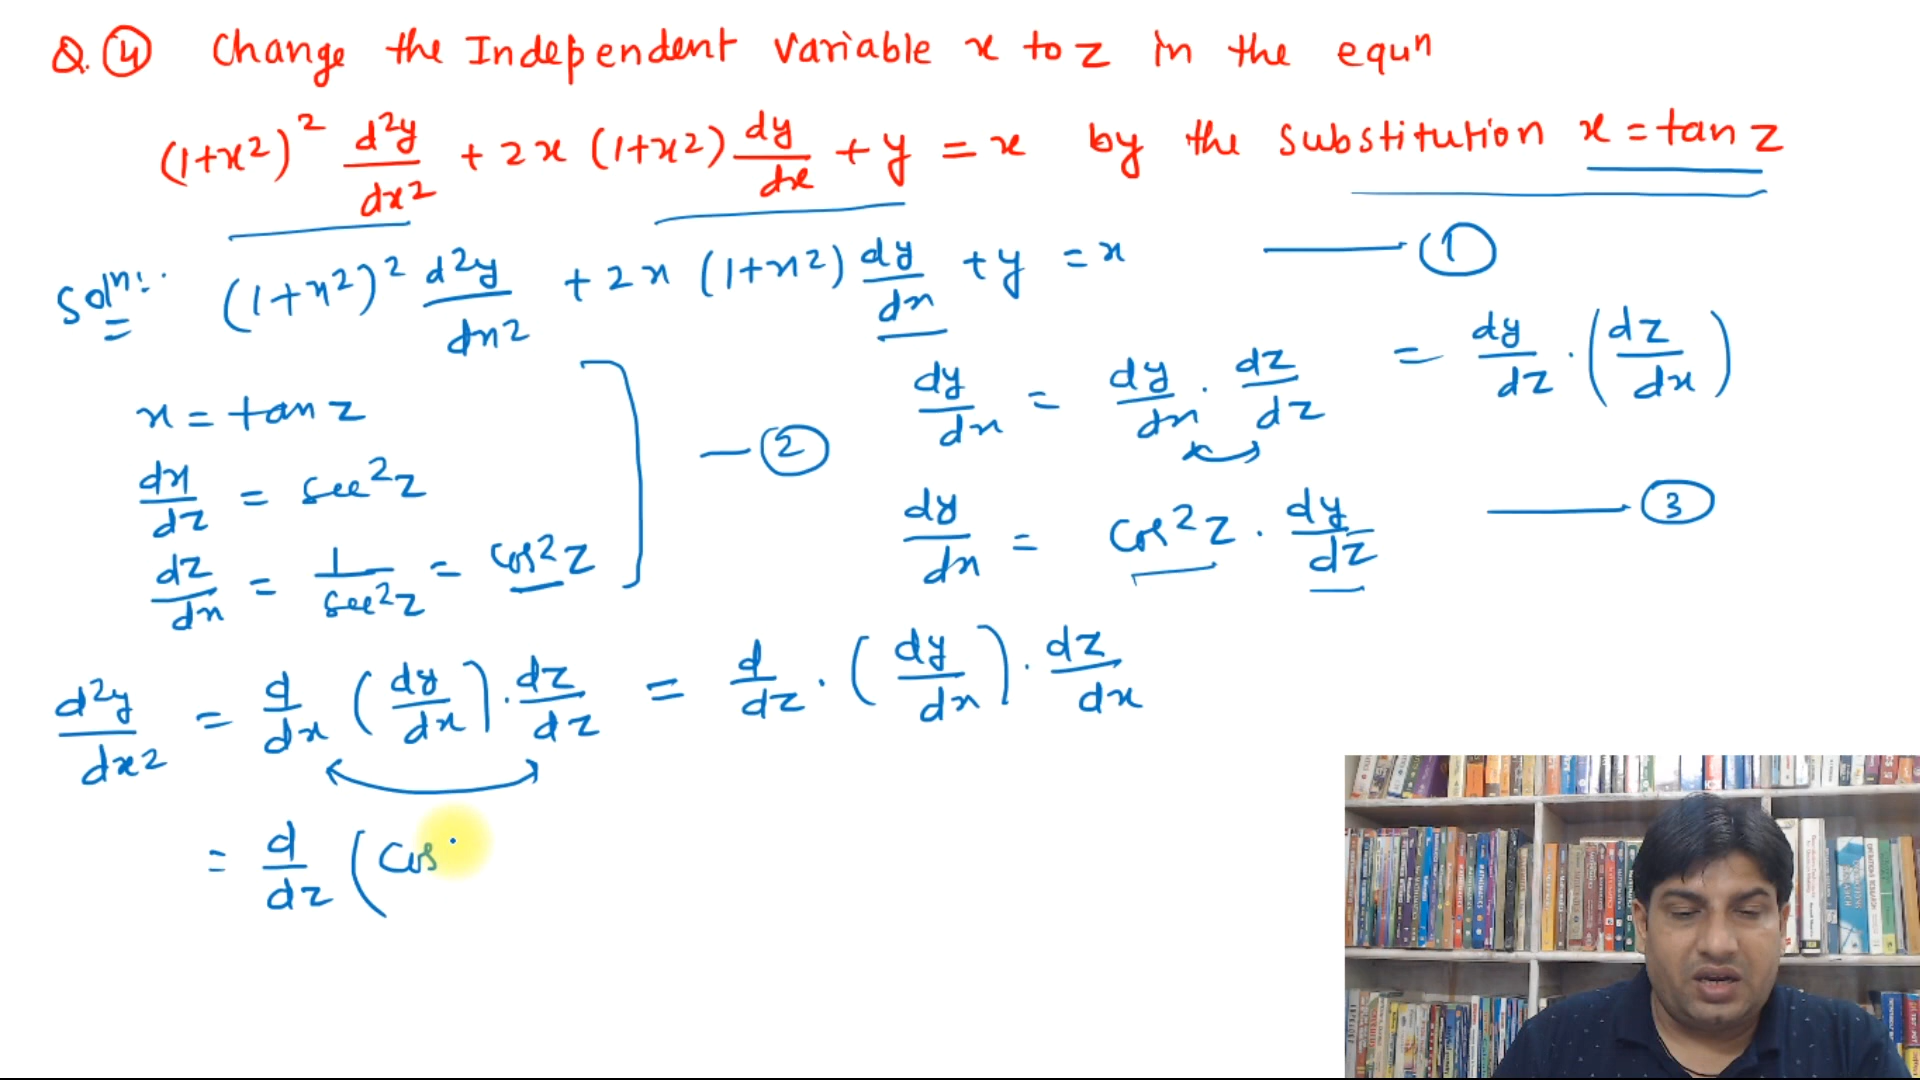 Q. ④ Change the Independent Variable x to z in the equn
(1+x²)² d²y/dx² + 2x (1+x²) dy/dx + y = x by the substitution x = tan z
Soln:. (1+x²)² d²y/dx² + 2x (1+x²) dy/dx + y = x —— ①
x = tan z
dx/dz = sec²z
dz/dx = 1/sec²z = cos²z
— ②
dy/dx = dy/dx . dz/dz = dy/dz . (dz/dx)
dy/dx = cos²z . dy/dz —— ③
d²y/dx² = d/dx (dy/dx) . dz/dz = d/dz . (dy/dx) . dz/dx
= d/dz (cos